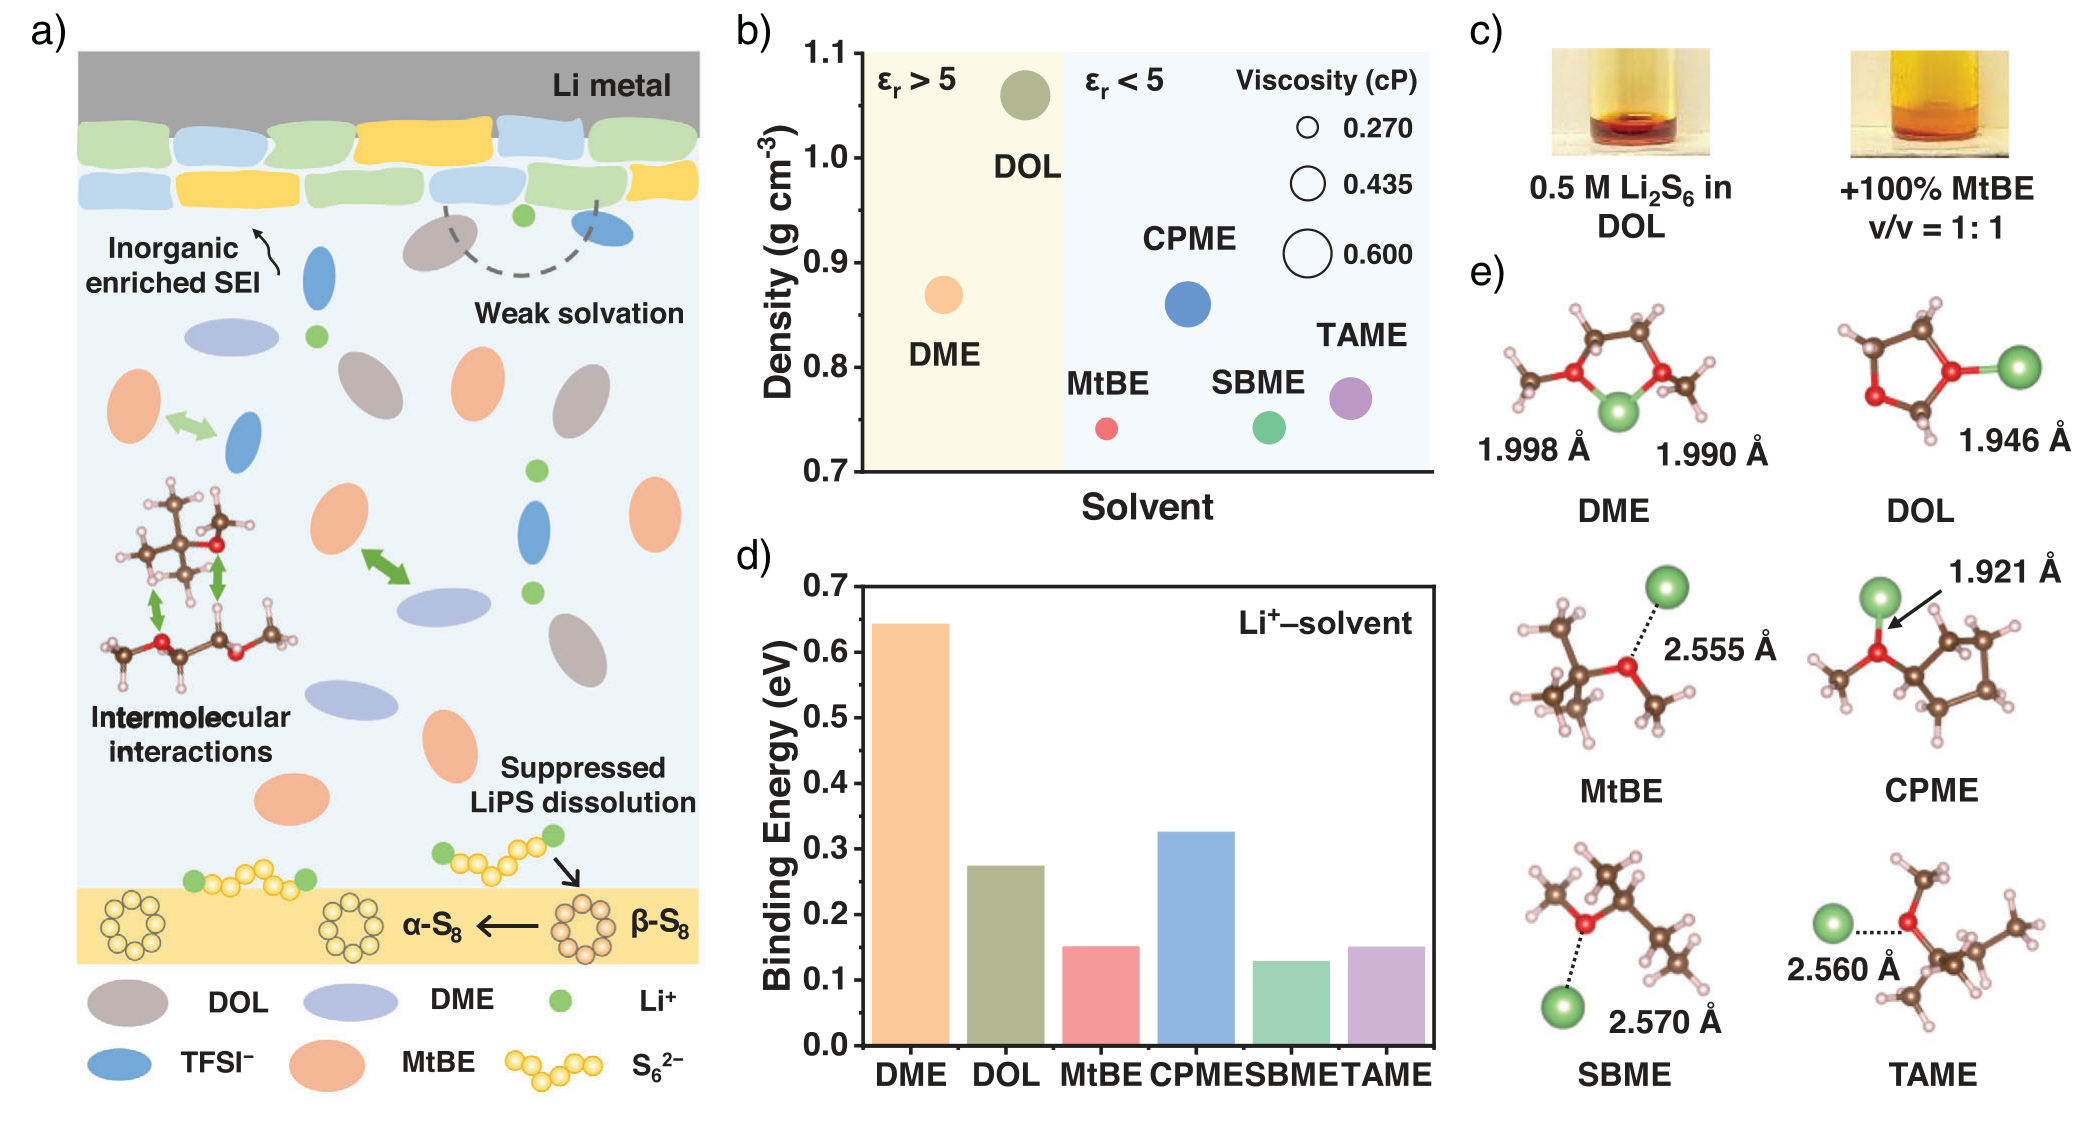 a)
Li metal
Inorganic
enriched SEI
Weak solvation
Intermolecular
interactions
Suppressed
LiPS dissolution
α-S₈
β-S₈
DOL
DME
Li⁺
TFSI⁻
MtBE
S₆²⁻
b)
Density (g cm⁻³)
1.1
1.0
0.9
0.8
0.7
εᵣ > 5
εᵣ < 5
Viscosity (cP)
0.270
0.435
0.600
DOL
CPME
DME
TAME
MtBE
SBME
Solvent
c)
0.5 M Li₂S₆ in
DOL
+100% MtBE
v/v = 1: 1
d)
Binding Energy (eV)
0.7
0.6
0.5
0.4
0.3
0.2
0.1
0.0
Li⁺–solvent
DME
DOL
MtBE
CPME
SBME
TAME
e)
1.998 Å
1.990 Å
DME
1.946 Å
DOL
2.555 Å
MtBE
1.921 Å
CPME
2.570 Å
SBME
2.560 Å
TAME